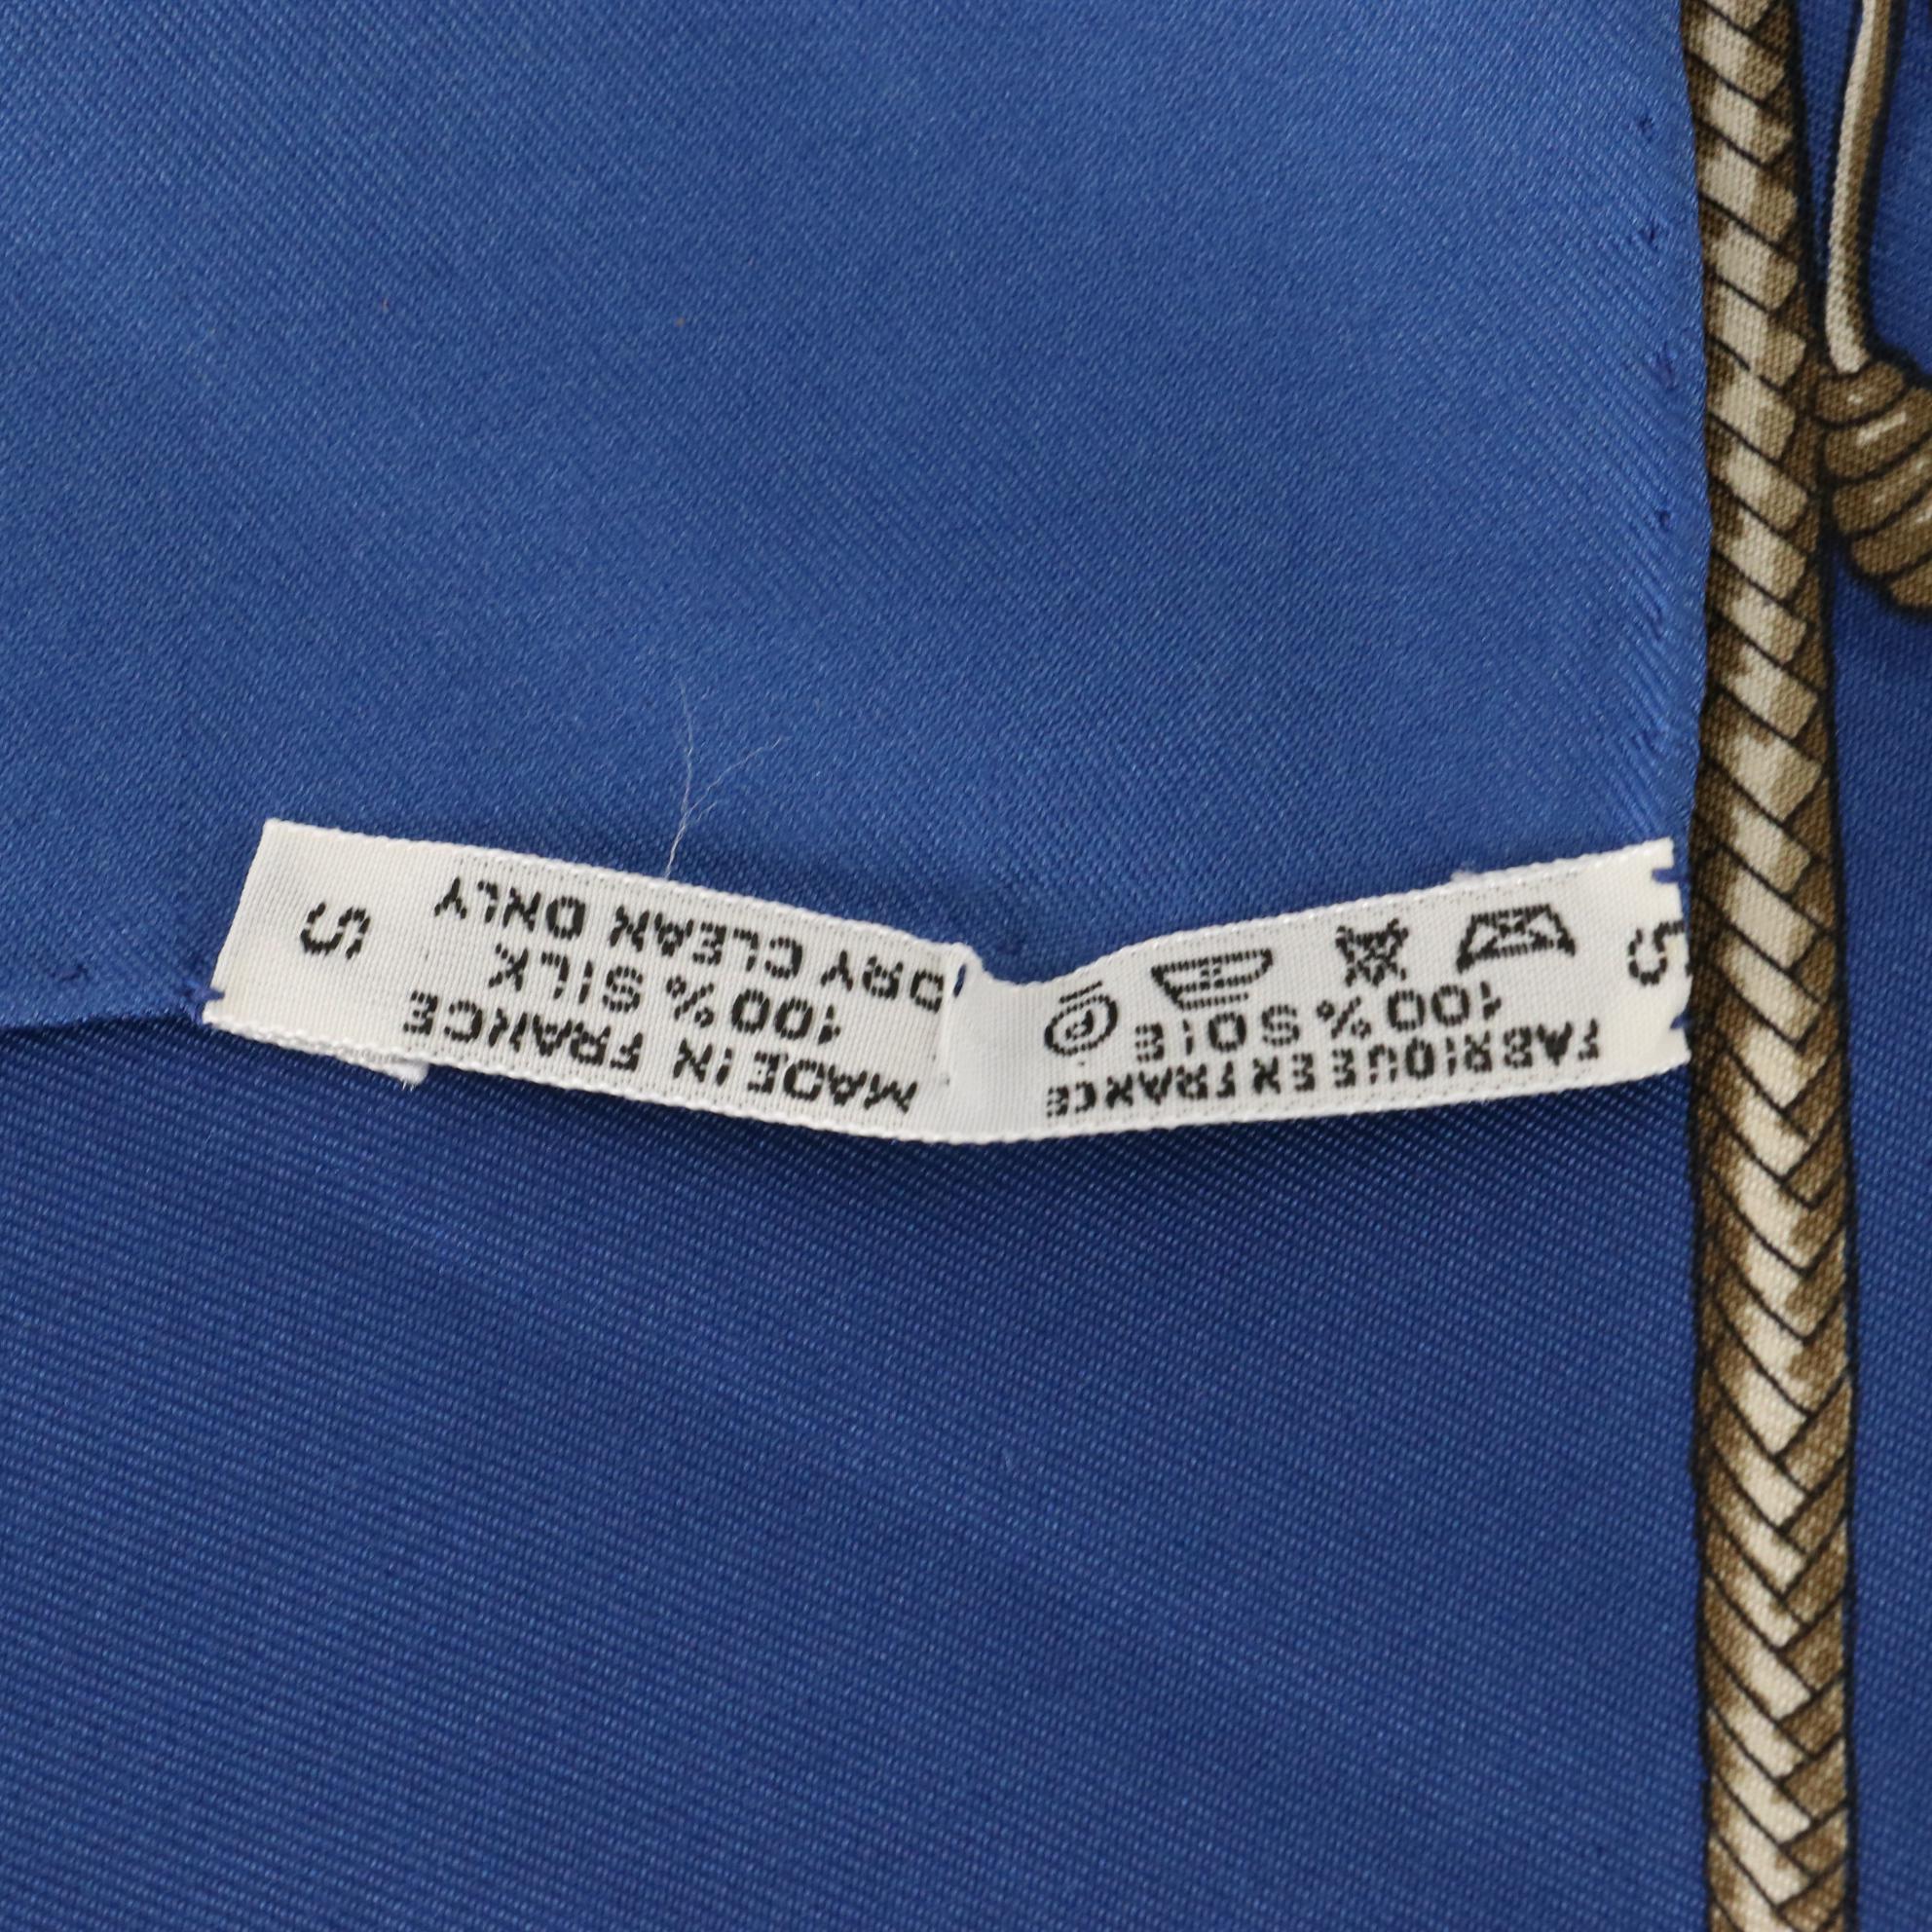 FABRIQUE EN FRANCE
100% SOIE
P
MADE IN FRANCE
100% SILK
DRY CLEAN ONLY
S